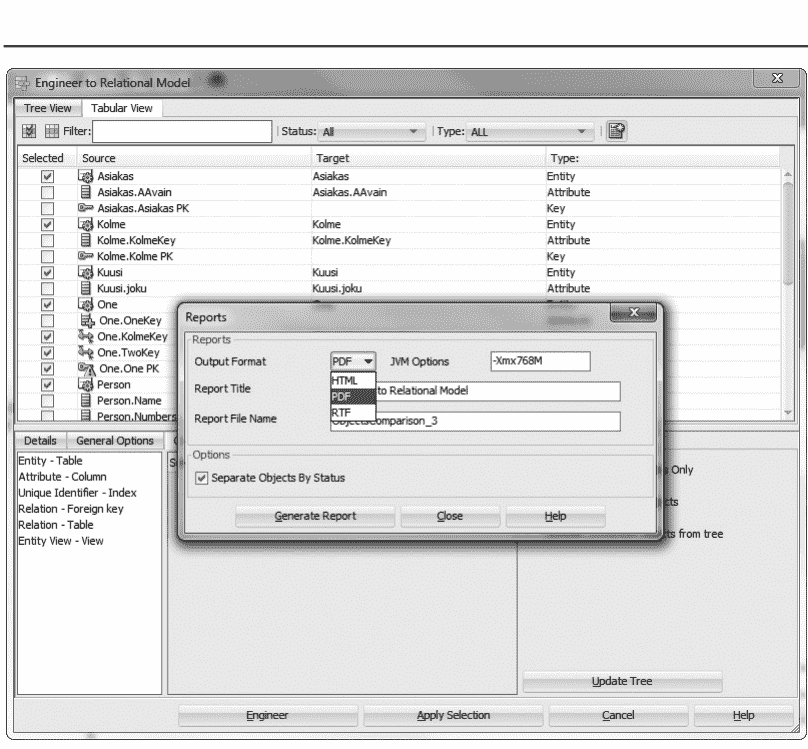 Engineer to Relational Model
Tree View Tabular View
Filter: Status: All Type: ALL
Selected Source Target Type:
Asiakas Asiakas Entity
Asiakas.AAvain Asiakas.AAvain Attribute
Asiakas.Asiakas PK Key
Kolme Kolme Entity
Kolme.KolmeKey Kolme.KolmeKey Attribute
Kolme.Kolme PK Key
Kuusi Kuusi Entity
Kuusi.joku Kuusi.joku Attribute
One
One.OneKey
One.KolmeKey
One.TwoKey
One.One PK
Person
Person.Name
Person.Numbers
Reports
Reports
Output Format PDF JVM Options -Xmx768M
HTML
PDF
RTF
Report Title to Relational Model
Report File Name ObjectsComparison_3
Options
Separate Objects By Status
Generate Report Close Help
Details General Options
Entity - Table
Attribute - Column
Unique Identifier - Index
Relation - Foreign key
Relation - Table
Entity View - View
Only
cts
cts from tree
Update Tree
Engineer Apply Selection Cancel Help